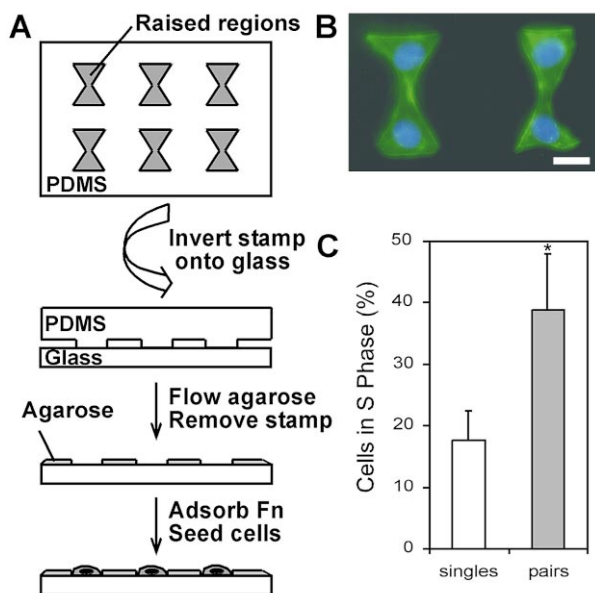 A
Raised regions
PDMS
Invert stamp
onto glass
PDMS
Glass
Agarose
Flow agarose
Remove stamp
Adsorb Fn
Seed cells
B
C
Cells in S Phase (%)
50
40
30
20
10
0
*
singles
pairs